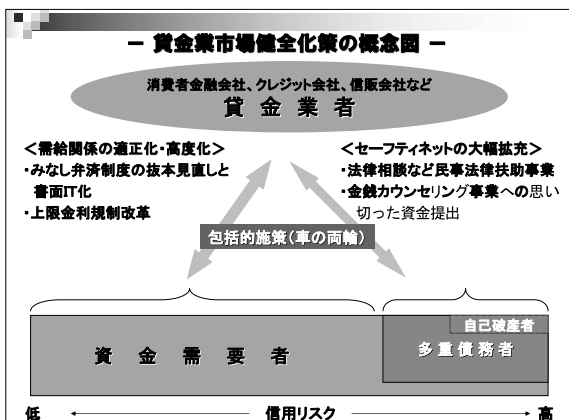 － 貸金業市場健全化策の概念図 －
消費者金融会社、クレジット会社、信販会社など
貸金業者
＜需給関係の適正化・高度化＞
・みなし弁済制度の抜本見直しと
書面IT化
・上限金利規制改革
＜セーフティネットの大幅拡充＞
・法律相談など民事法律扶助事業
・金銭カウンセリング事業への思い
切った資金提出
包括的施策（車の両輪）
自己破産者
資金需要者
多重債務者
低 信用リスク 高